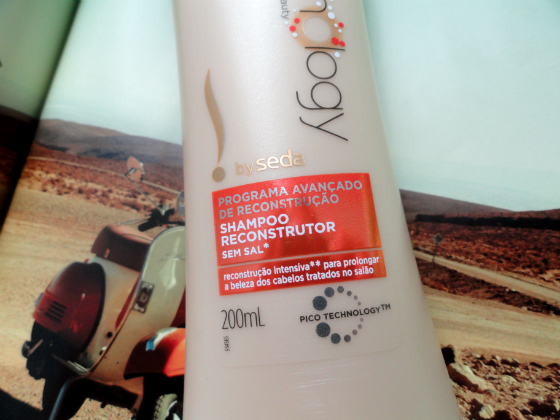 by seda
PROGRAMA AVANÇADO
DE RECONSTRUÇÃO
SHAMPOO
RECONSTRUTOR
SEM SAL*
reconstrução intensiva** para prolongar
a beleza dos cabelos tratados no salão
200mL
PICO TECHNOLOGY™